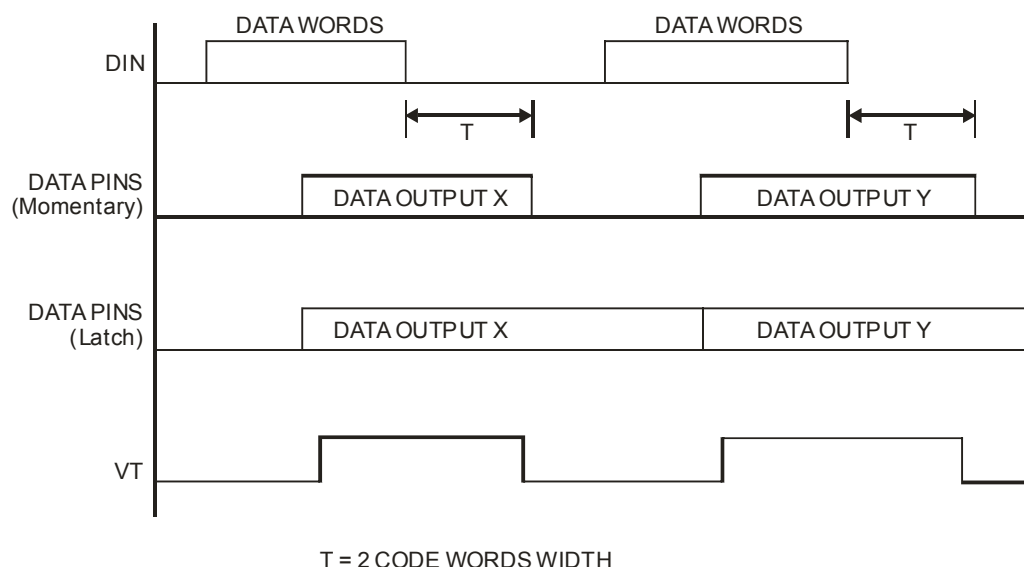 DATA WORDS
DATA WORDS
DIN
T
T
DATA PINS
(Momentary)
DATA OUTPUT X
DATA OUTPUT Y
DATA PINS
(Latch)
DATA OUTPUT X
DATA OUTPUT Y
VT
T = 2 CODE WORDS WIDTH